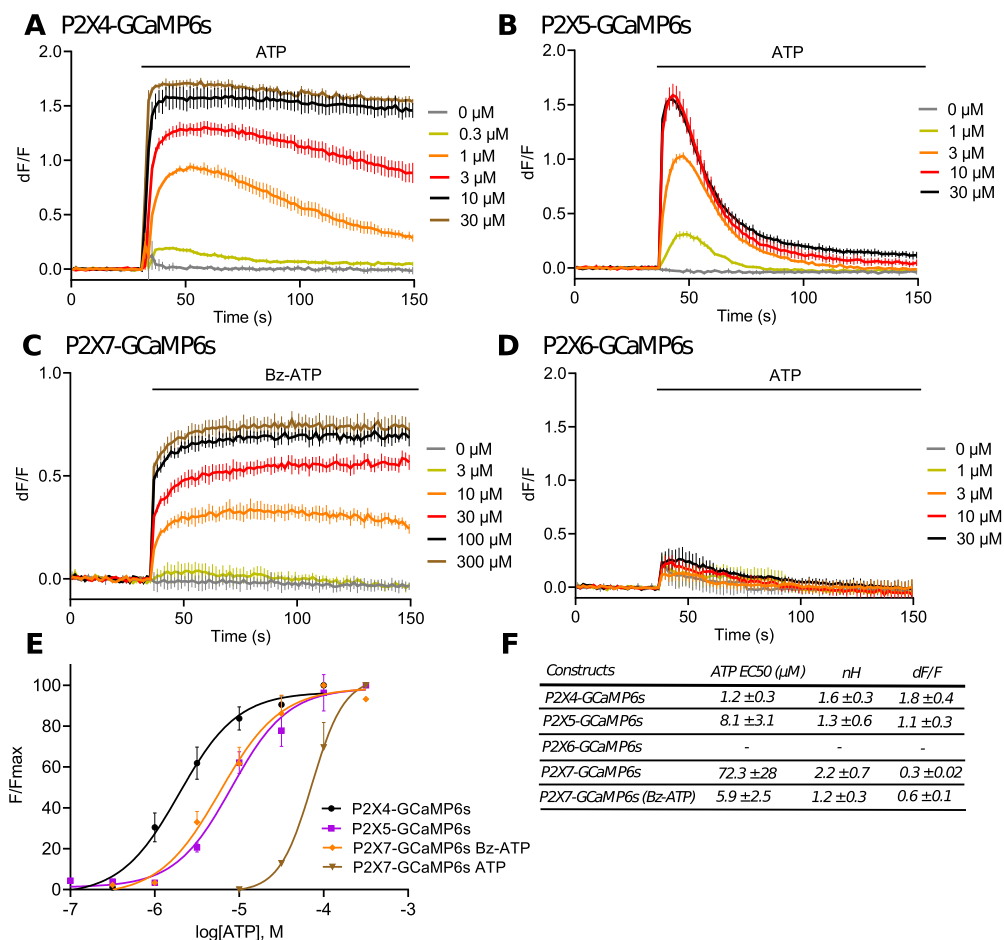 A P2X4-GCaMP6s
ATP
2.0
1.5
1.0
0.5
0.0
dF/F
0 50 100 150
Time (s)
0 µM
0.3 µM
1 µM
3 µM
10 µM
30 µM
B P2X5-GCaMP6s
ATP
2.0
1.5
1.0
0.5
0.0
dF/F
0 50 100 150
Time (s)
0 µM
1 µM
3 µM
10 µM
30 µM
C P2X7-GCaMP6s
Bz-ATP
1.0
0.5
0.0
dF/F
0 50 100 150
Time (s)
0 µM
3 µM
10 µM
30 µM
100 µM
300 µM
D P2X6-GCaMP6s
ATP
2.0
1.5
1.0
0.5
0.0
dF/F
0 50 100 150
Time (s)
0 µM
1 µM
3 µM
10 µM
30 µM
E
100
80
60
40
20
0
F/Fmax
-7 -6 -5 -4 -3
log[ATP], M
P2X4-GCaMP6s
P2X5-GCaMP6s
P2X7-GCaMP6s Bz-ATP
P2X7-GCaMP6s ATP
F
Constructs ATP EC50 (µM) nH dF/F
P2X4-GCaMP6s 1.2 ±0.3 1.6 ±0.3 1.8 ±0.4
P2X5-GCaMP6s 8.1 ±3.1 1.3 ±0.6 1.1 ±0.3
P2X6-GCaMP6s - - -
P2X7-GCaMP6s 72.3 ±28 2.2 ±0.7 0.3 ±0.02
P2X7-GCaMP6s (Bz-ATP) 5.9 ±2.5 1.2 ±0.3 0.6 ±0.1